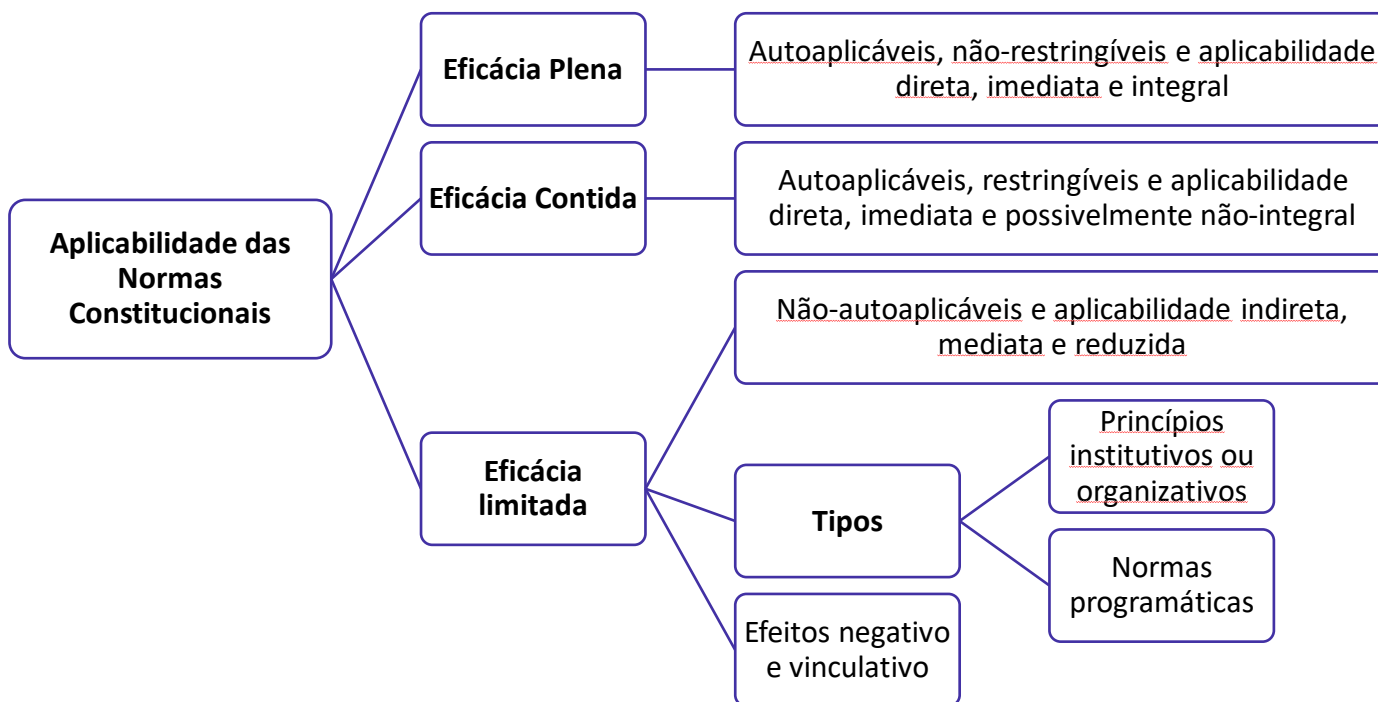 Aplicabilidade das
Normas
Constitucionais
Eficácia Plena
Autoaplicáveis, não-restringíveis e aplicabilidade
direta, imediata e integral
Eficácia Contida
Autoaplicáveis, restringíveis e aplicabilidade
direta, imediata e possivelmente não-integral
Eficácia
limitada
Não-autoaplicáveis e aplicabilidade indireta,
mediata e reduzida
Tipos
Princípios
institutivos ou
organizativos
Normas
programáticas
Efeitos negativo
e vinculativo